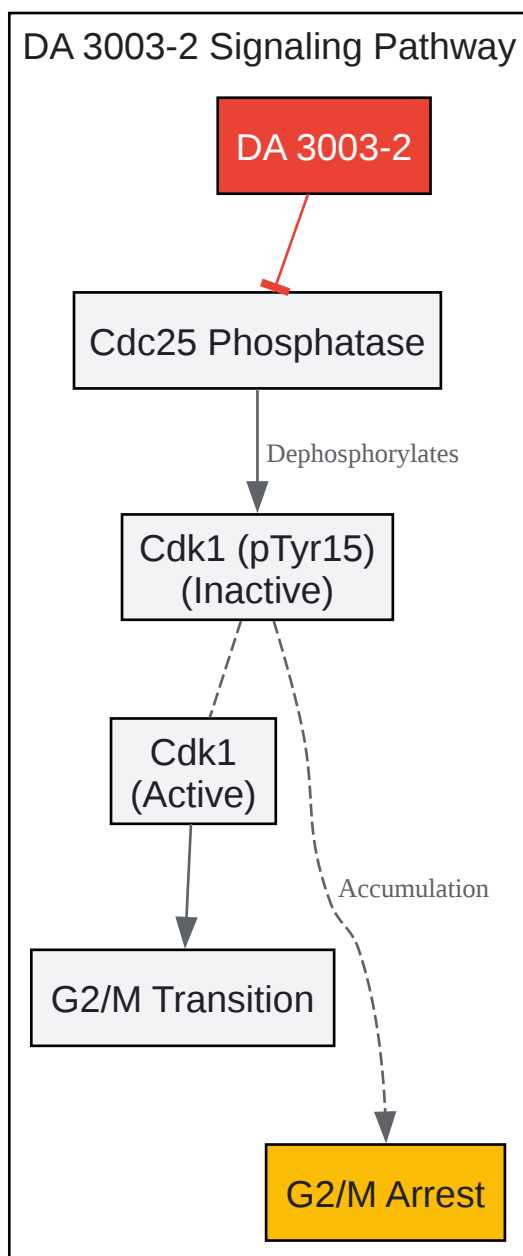 DA 3003-2 Signaling Pathway
DA 3003-2
Cdc25 Phosphatase
Dephosphorylates
Cdk1 (pTyr15)
(Inactive)
Cdk1
(Active)
Accumulation
G2/M Transition
G2/M Arrest